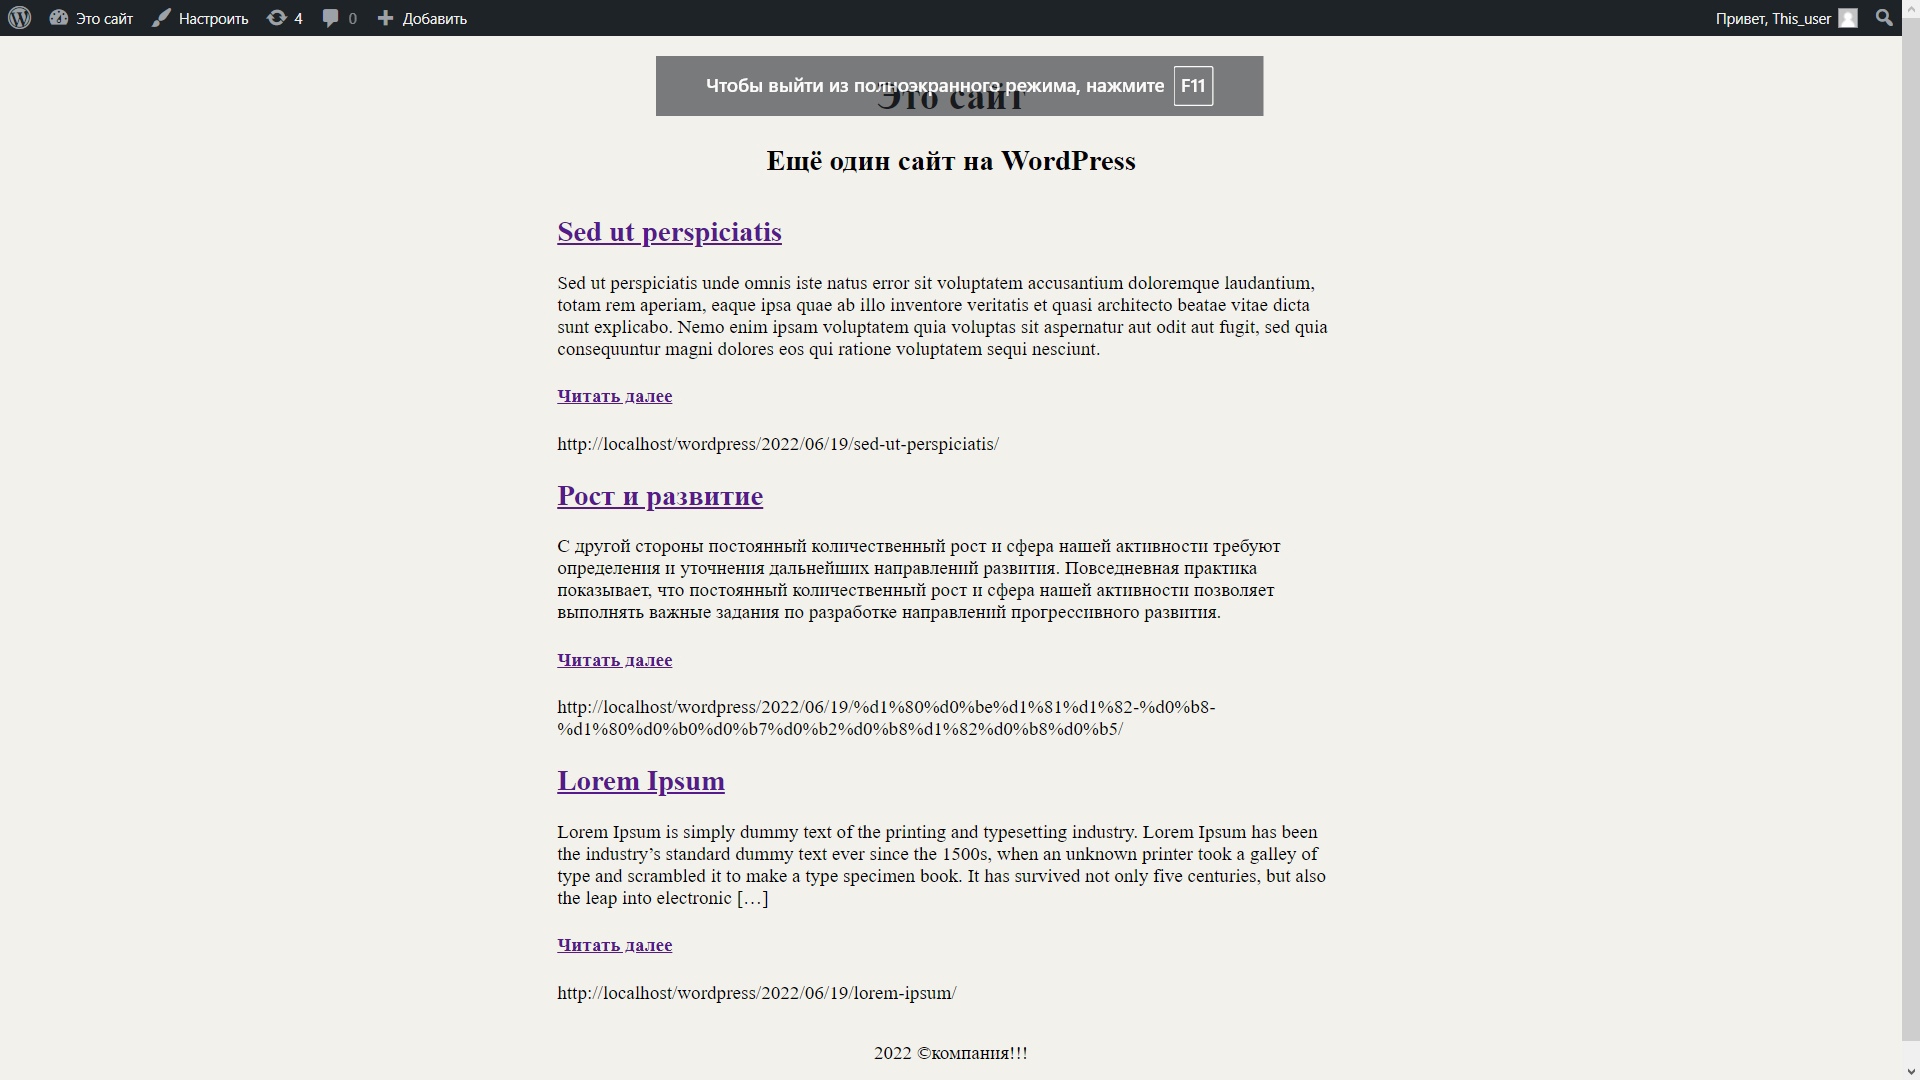 Это сайт Настроить 4 0 Добавить Привет, This_user
Чтобы выйти из полноэкранного режима, нажмите F11
Это сайт
Ещё один сайт на WordPress
Sed ut perspiciatis
Sed ut perspiciatis unde omnis iste natus error sit voluptatem accusantium doloremque laudantium,
totam rem aperiam, eaque ipsa quae ab illo inventore veritatis et quasi architecto beatae vitae dicta
sunt explicabo. Nemo enim ipsam voluptatem quia voluptas sit aspernatur aut odit aut fugit, sed quia
consequuntur magni dolores eos qui ratione voluptatem sequi nesciunt.
Читать далее
http://localhost/wordpress/2022/06/19/sed-ut-perspiciatis/
Рост и развитие
С другой стороны постоянный количественный рост и сфера нашей активности требуют
определения и уточнения дальнейших направлений развития. Повседневная практика
показывает, что постоянный количественный рост и сфера нашей активности позволяет
выполнять важные задания по разработке направлений прогрессивного развития.
Читать далее
http://localhost/wordpress/2022/06/19/%d1%80%d0%be%d1%81%d1%82-%d0%b8-
%d1%80%d0%b0%d0%b7%d0%b2%d0%b8%d1%82%d0%b8%d0%b5/
Lorem Ipsum
Lorem Ipsum is simply dummy text of the printing and typesetting industry. Lorem Ipsum has been
the industry’s standard dummy text ever since the 1500s, when an unknown printer took a galley of
type and scrambled it to make a type specimen book. It has survived not only five centuries, but also
the leap into electronic […]
Читать далее
http://localhost/wordpress/2022/06/19/lorem-ipsum/
2022 ©компания!!!